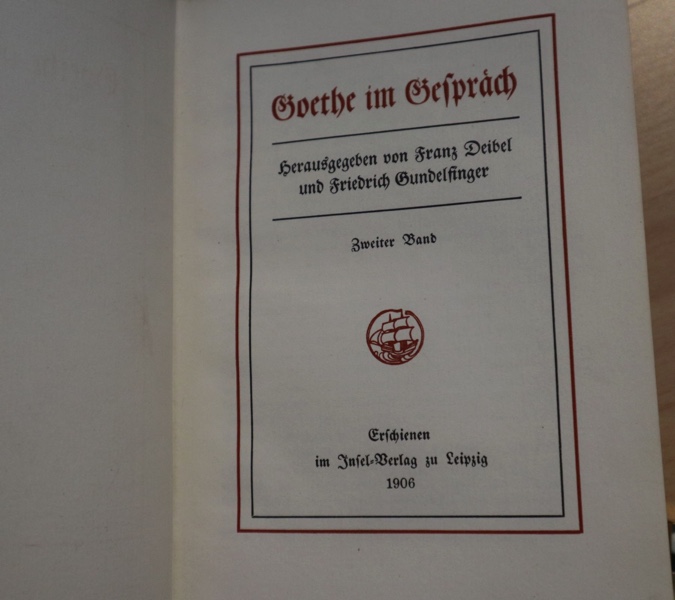 Goethe im Geſpräch
Herausgegeben von Franz Deibel
und Friedrich Gundelfinger
Zweiter Band
Erſchienen
im Inſel-Verlag zu Leipzig
1906